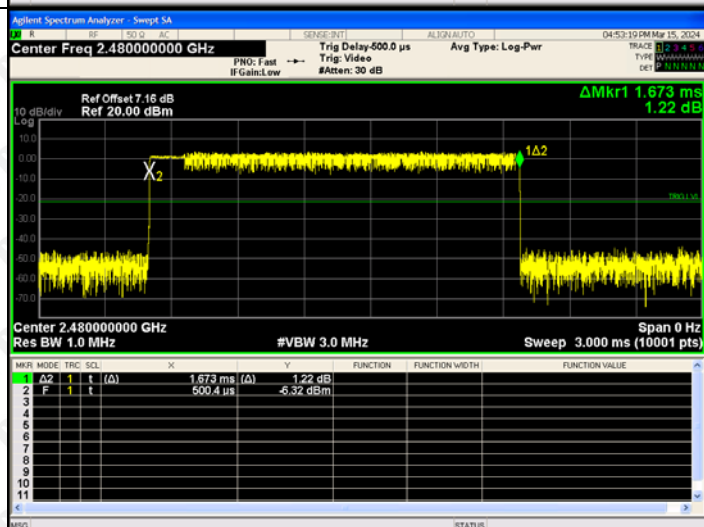 Agilent Spectrum Analyzer - Swept SA
R RF 50 Ω AC SENSE:INT ALIGN AUTO 04:53:19 PM Mar 15, 2024
Center Freq 2.480000000 GHz
PNO: Fast
IFGain:Low
Trig Delay-500.0 µs
Trig: Video
#Atten: 30 dB
Avg Type: Log-Pwr
TRACE 1 2 3 4 5 6
TYPE
DET P N N N N N
Ref Offset 7.16 dB
Ref 20.00 dBm
ΔMkr1 1.673 ms
1.22 dB
10 dB/div
Log
10.0
0.00
-10.0
-20.0
-30.0
-40.0
-50.0
-60.0
-70.0
X2
1Δ2
TRIG LVL
Center 2.480000000 GHz Span 0 Hz
Res BW 1.0 MHz #VBW 3.0 MHz Sweep 3.000 ms (10001 pts)
MKR MODE TRC SCL X Y FUNCTION FUNCTION WIDTH FUNCTION VALUE
1 Δ2 1 t (Δ) 1.673 ms (Δ) 1.22 dB
2 F 1 t 500.4 µs -6.32 dBm
3
4
5
6
7
8
9
10
11
MSG STATUS